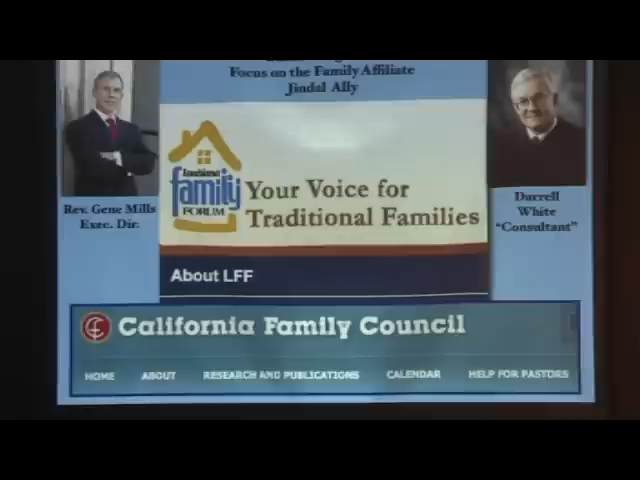 Focus on the Family Affiliate
Jindal Ally
Louisiana
family
FORUM
Your Voice for
Traditional Families
Rev. Gene Mills
Exec. Dir.
Darrell
White
"Consultant"
About LFF
California Family Council
HOME ABOUT RESEARCH AND PUBLICATIONS CALENDAR HELP FOR PASTORS